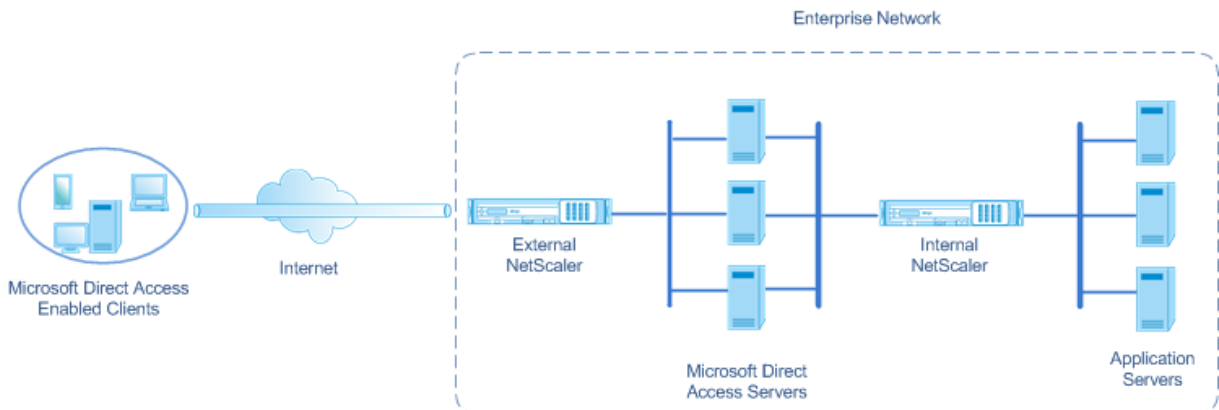 Enterprise Network
Microsoft Direct Access
Enabled Clients
Internet
External
NetScaler
Microsoft Direct
Access Servers
Internal
NetScaler
Application
Servers